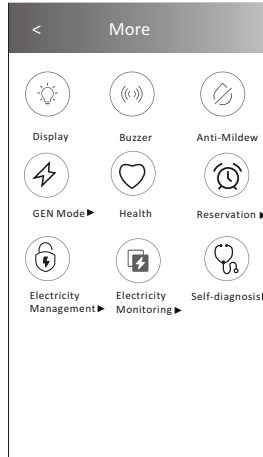 < More
Display Buzzer Anti-Mildew
GEN Mode▶ Health Reservation▶
Electricity Electricity Self-diagnosis▶
Management▶ Monitoring▶